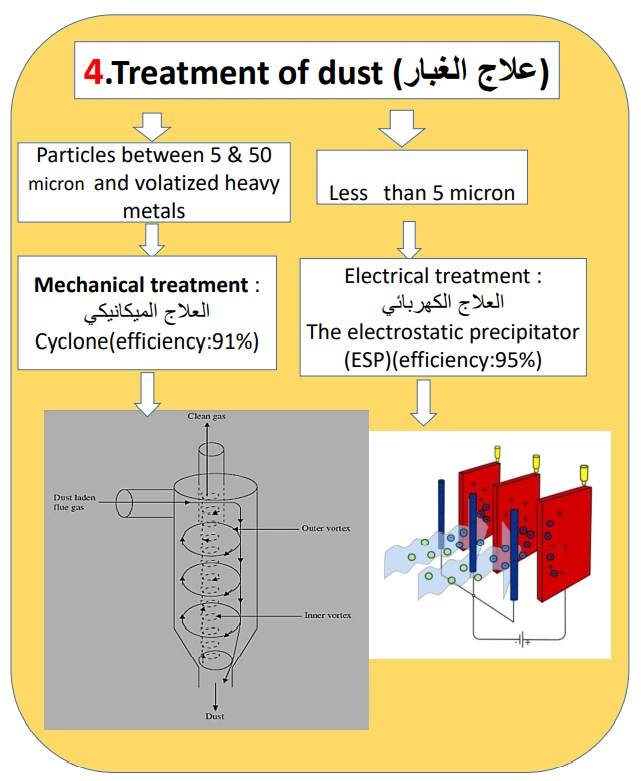 4.Treatment of dust (علاج الغبار)
Particles between 5 & 50
micron and volatized heavy
metals
Less than 5 micron
Mechanical treatment :
العلاج الميكانيكي
Cyclone(efficiency:91%)
Electrical treatment :
العلاج الكهربائي
The electrostatic precipitator
(ESP)(efficiency:95%)
Clean gas
Dust laden
flue gas
Outer vortex
Inner vortex
Dust